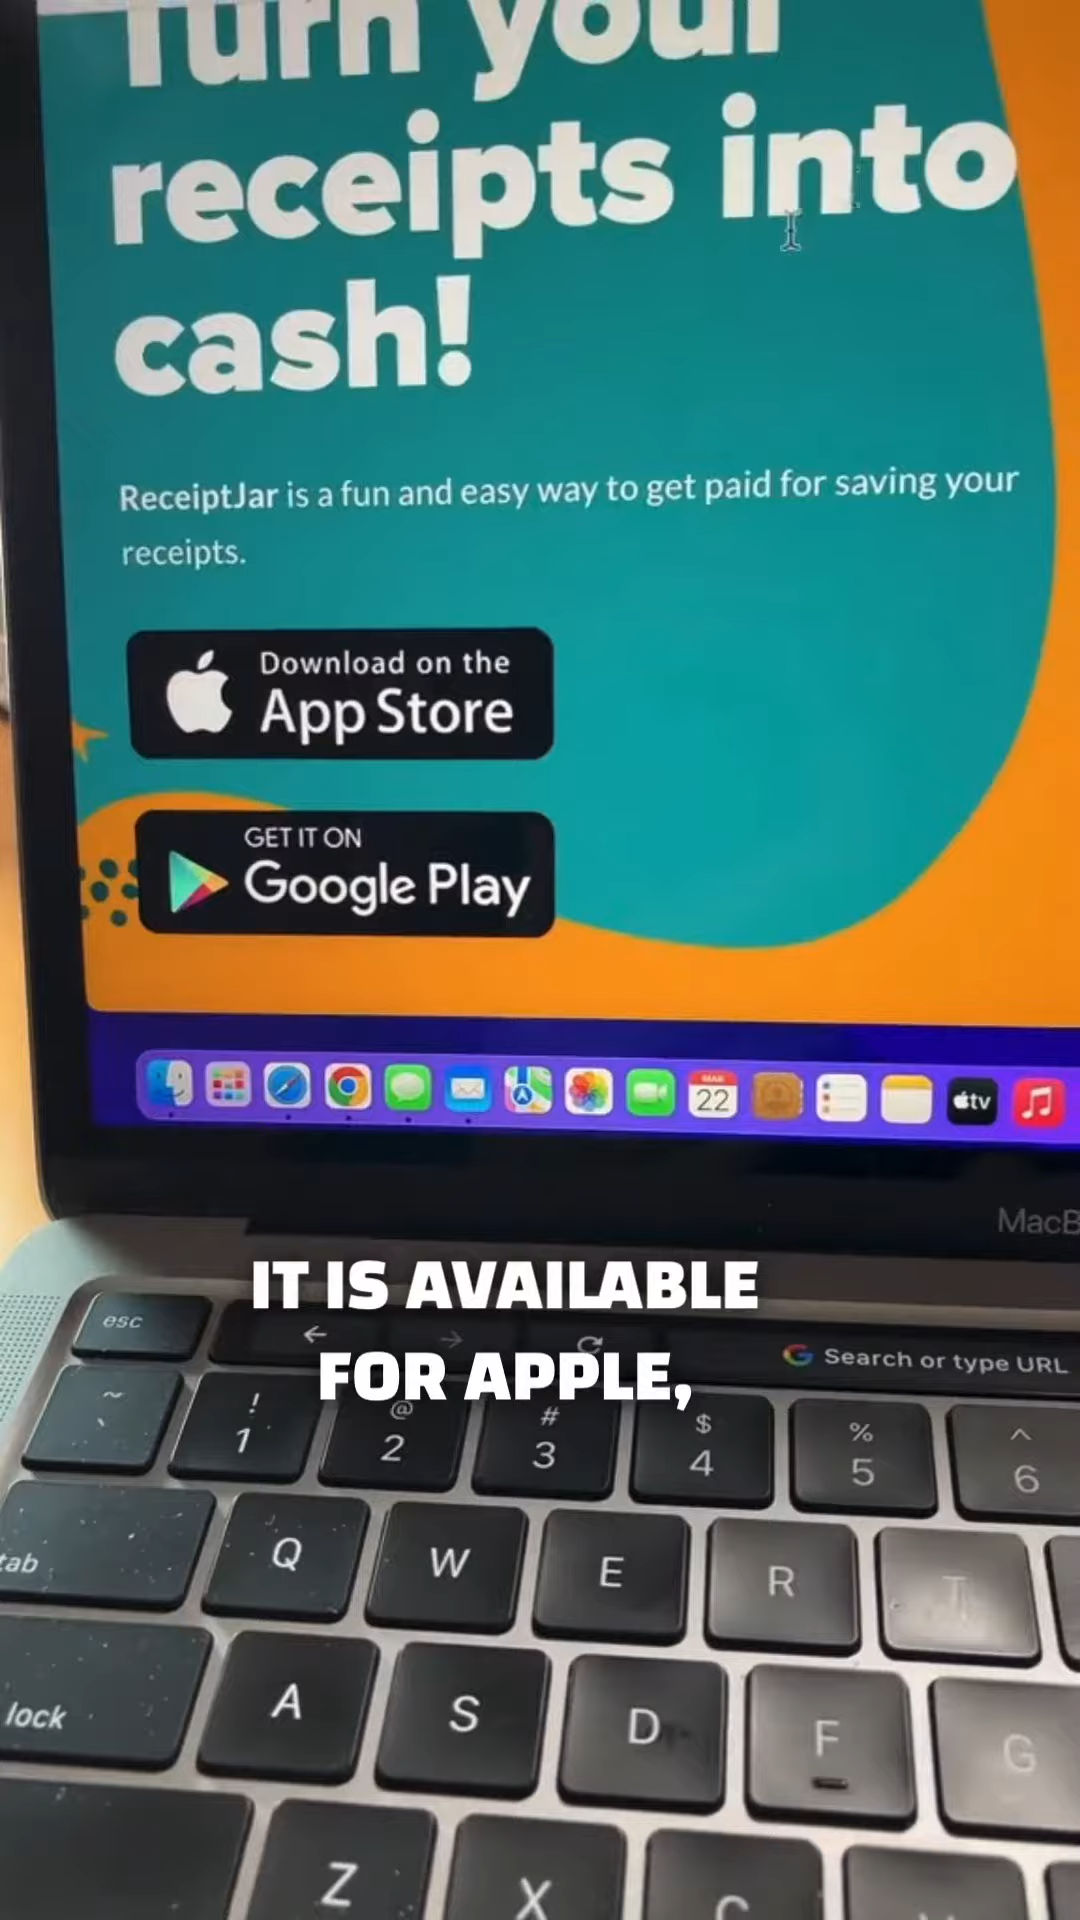 Turn your
receipts into
cash!
ReceiptJar is a fun and easy way to get paid for saving your
receipts.
Download on the
App Store
GET IT ON
Google Play
MAR
22
tv
MacB
IT IS AVAILABLE
FOR APPLE,
esc
Search or type URL
~
`
!
1
@
2
#
3
$
4
%
5
^
6
tab
Q
W
E
R
T
lock
A
S
D
F
G
Z
X
C